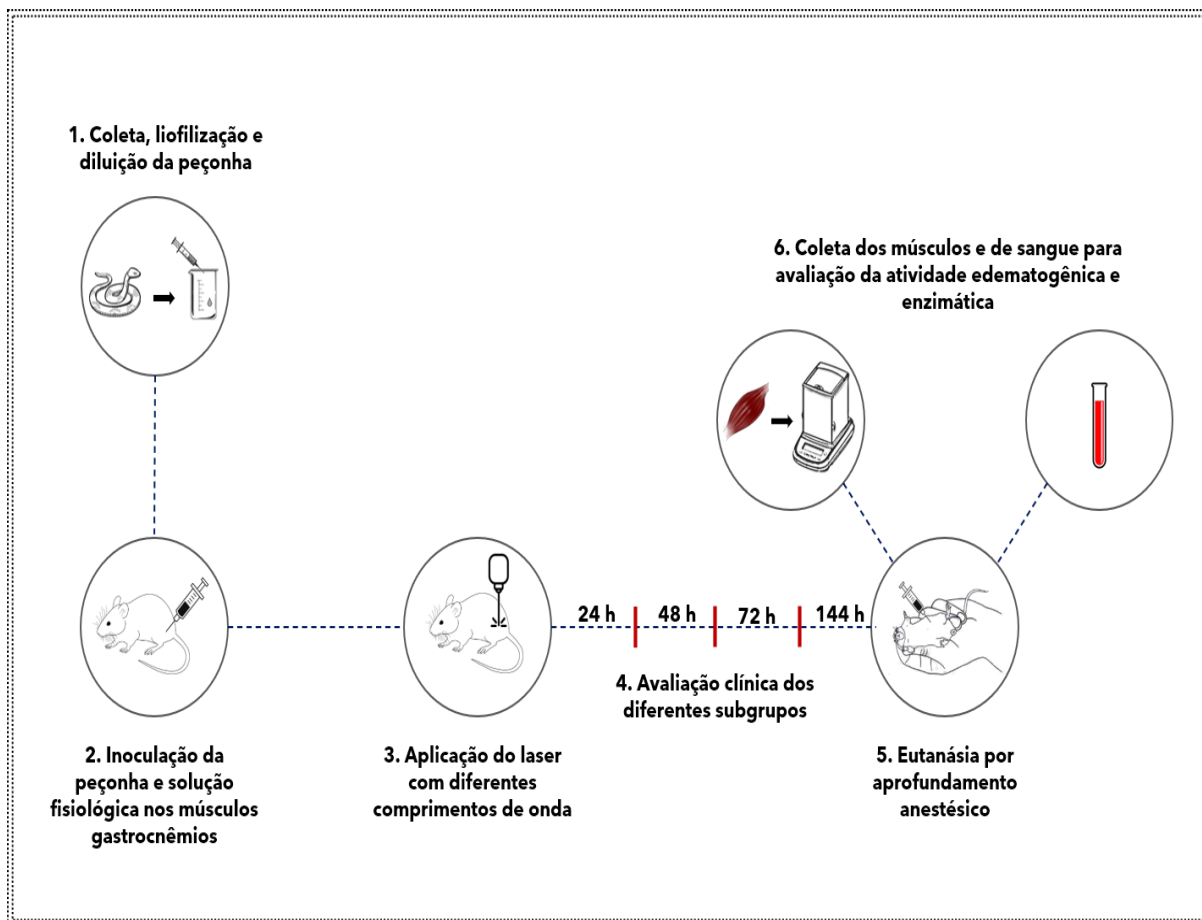 1. Coleta, liofilização e
diluição da peçonha
6. Coleta dos músculos e de sangue para
avaliação da atividade edematogênica e
enzimática
24 h
48 h
72 h
144 h
4. Avaliação clínica dos
diferentes subgrupos
2. Inoculação da
peçonha e solução
fisiológica nos músculos
gastrocnêmios
3. Aplicação do laser
com diferentes
comprimentos de onda
5. Eutanásia por
aprofundamento
anestésico